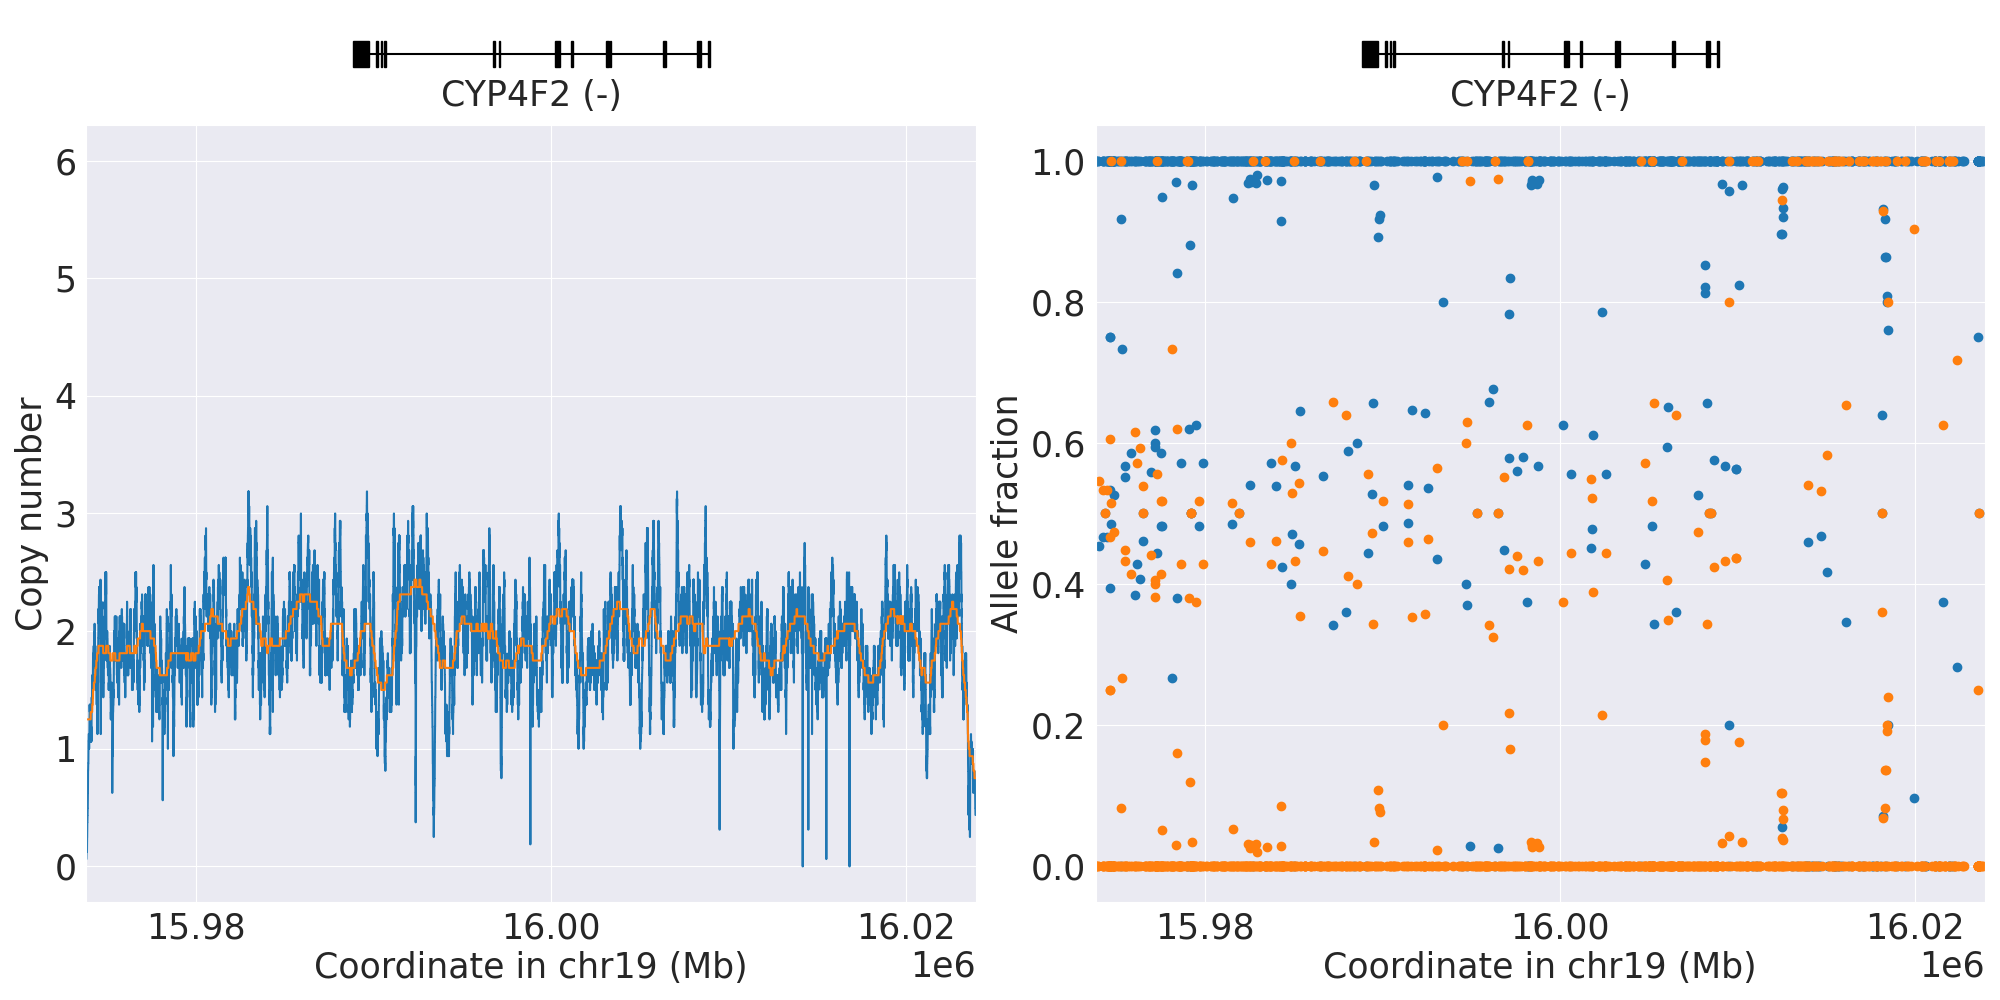 CYP4F2 (-)
CYP4F2 (-)
Copy number
6
5
4
3
2
1
0
15.98
16.00
16.02
Coordinate in chr19 (Mb)
1e6
Allele fraction
1.0
0.8
0.6
0.4
0.2
0.0
15.98
16.00
16.02
Coordinate in chr19 (Mb)
1e6